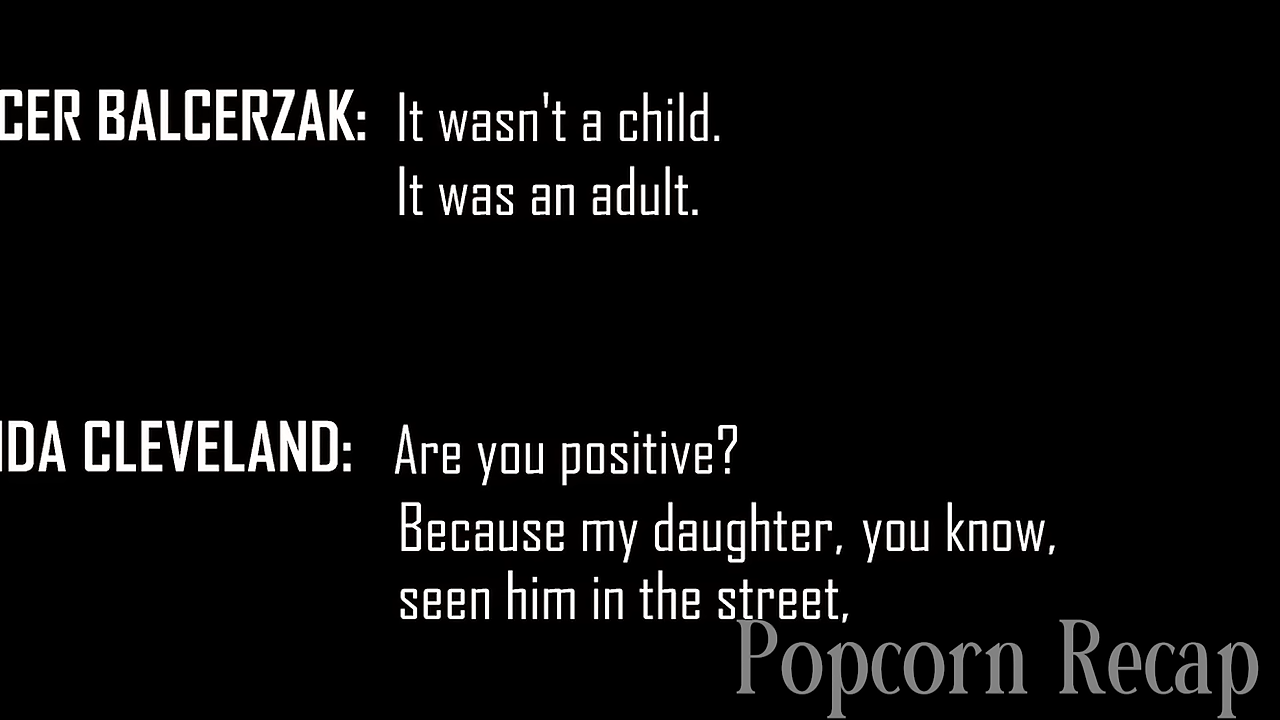 CER BALCERZAK: It wasn't a child.
It was an adult.
DA CLEVELAND: Are you positive?
Because my daughter, you know,
seen him in the street,
Popcorn Recap